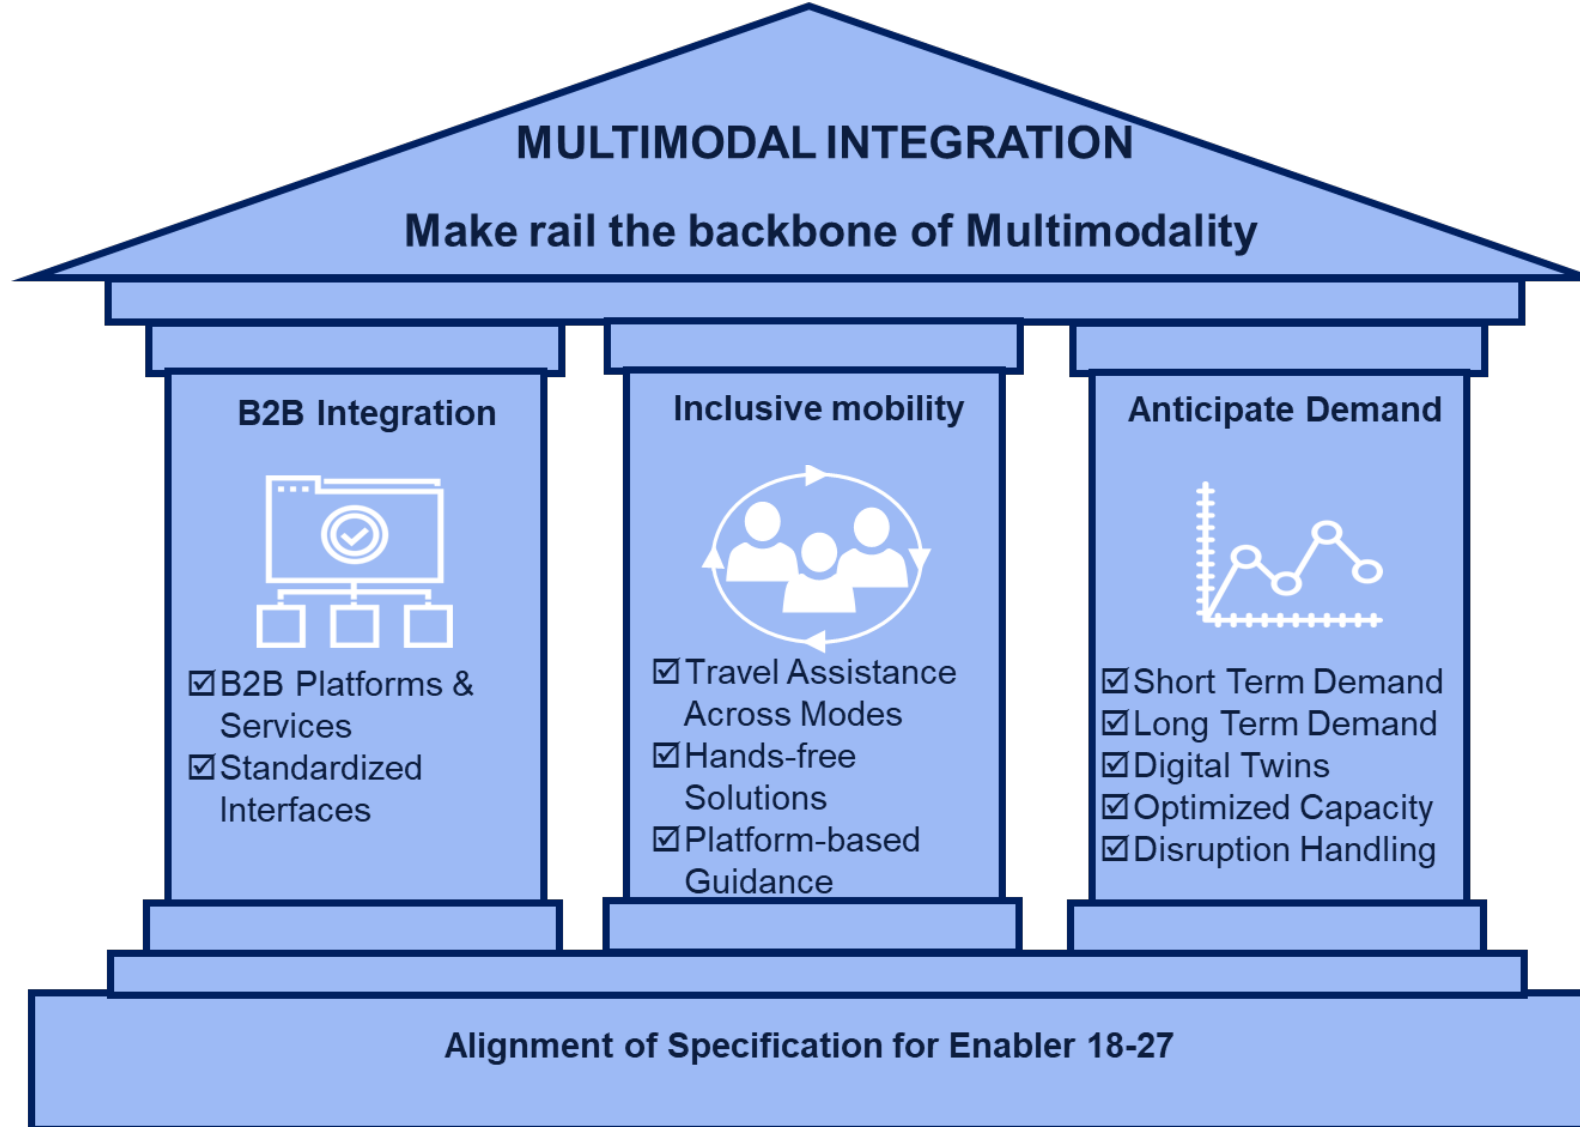 MULTIMODAL INTEGRATION
Make rail the backbone of Multimodality
B2B Integration
B2B Platforms &
Services
Standardized
Interfaces
Inclusive mobility
Travel Assistance
Across Modes
Hands-free
Solutions
Platform-based
Guidance
Anticipate Demand
Short Term Demand
Long Term Demand
Digital Twins
Optimized Capacity
Disruption Handling
Alignment of Specification for Enabler 18-27